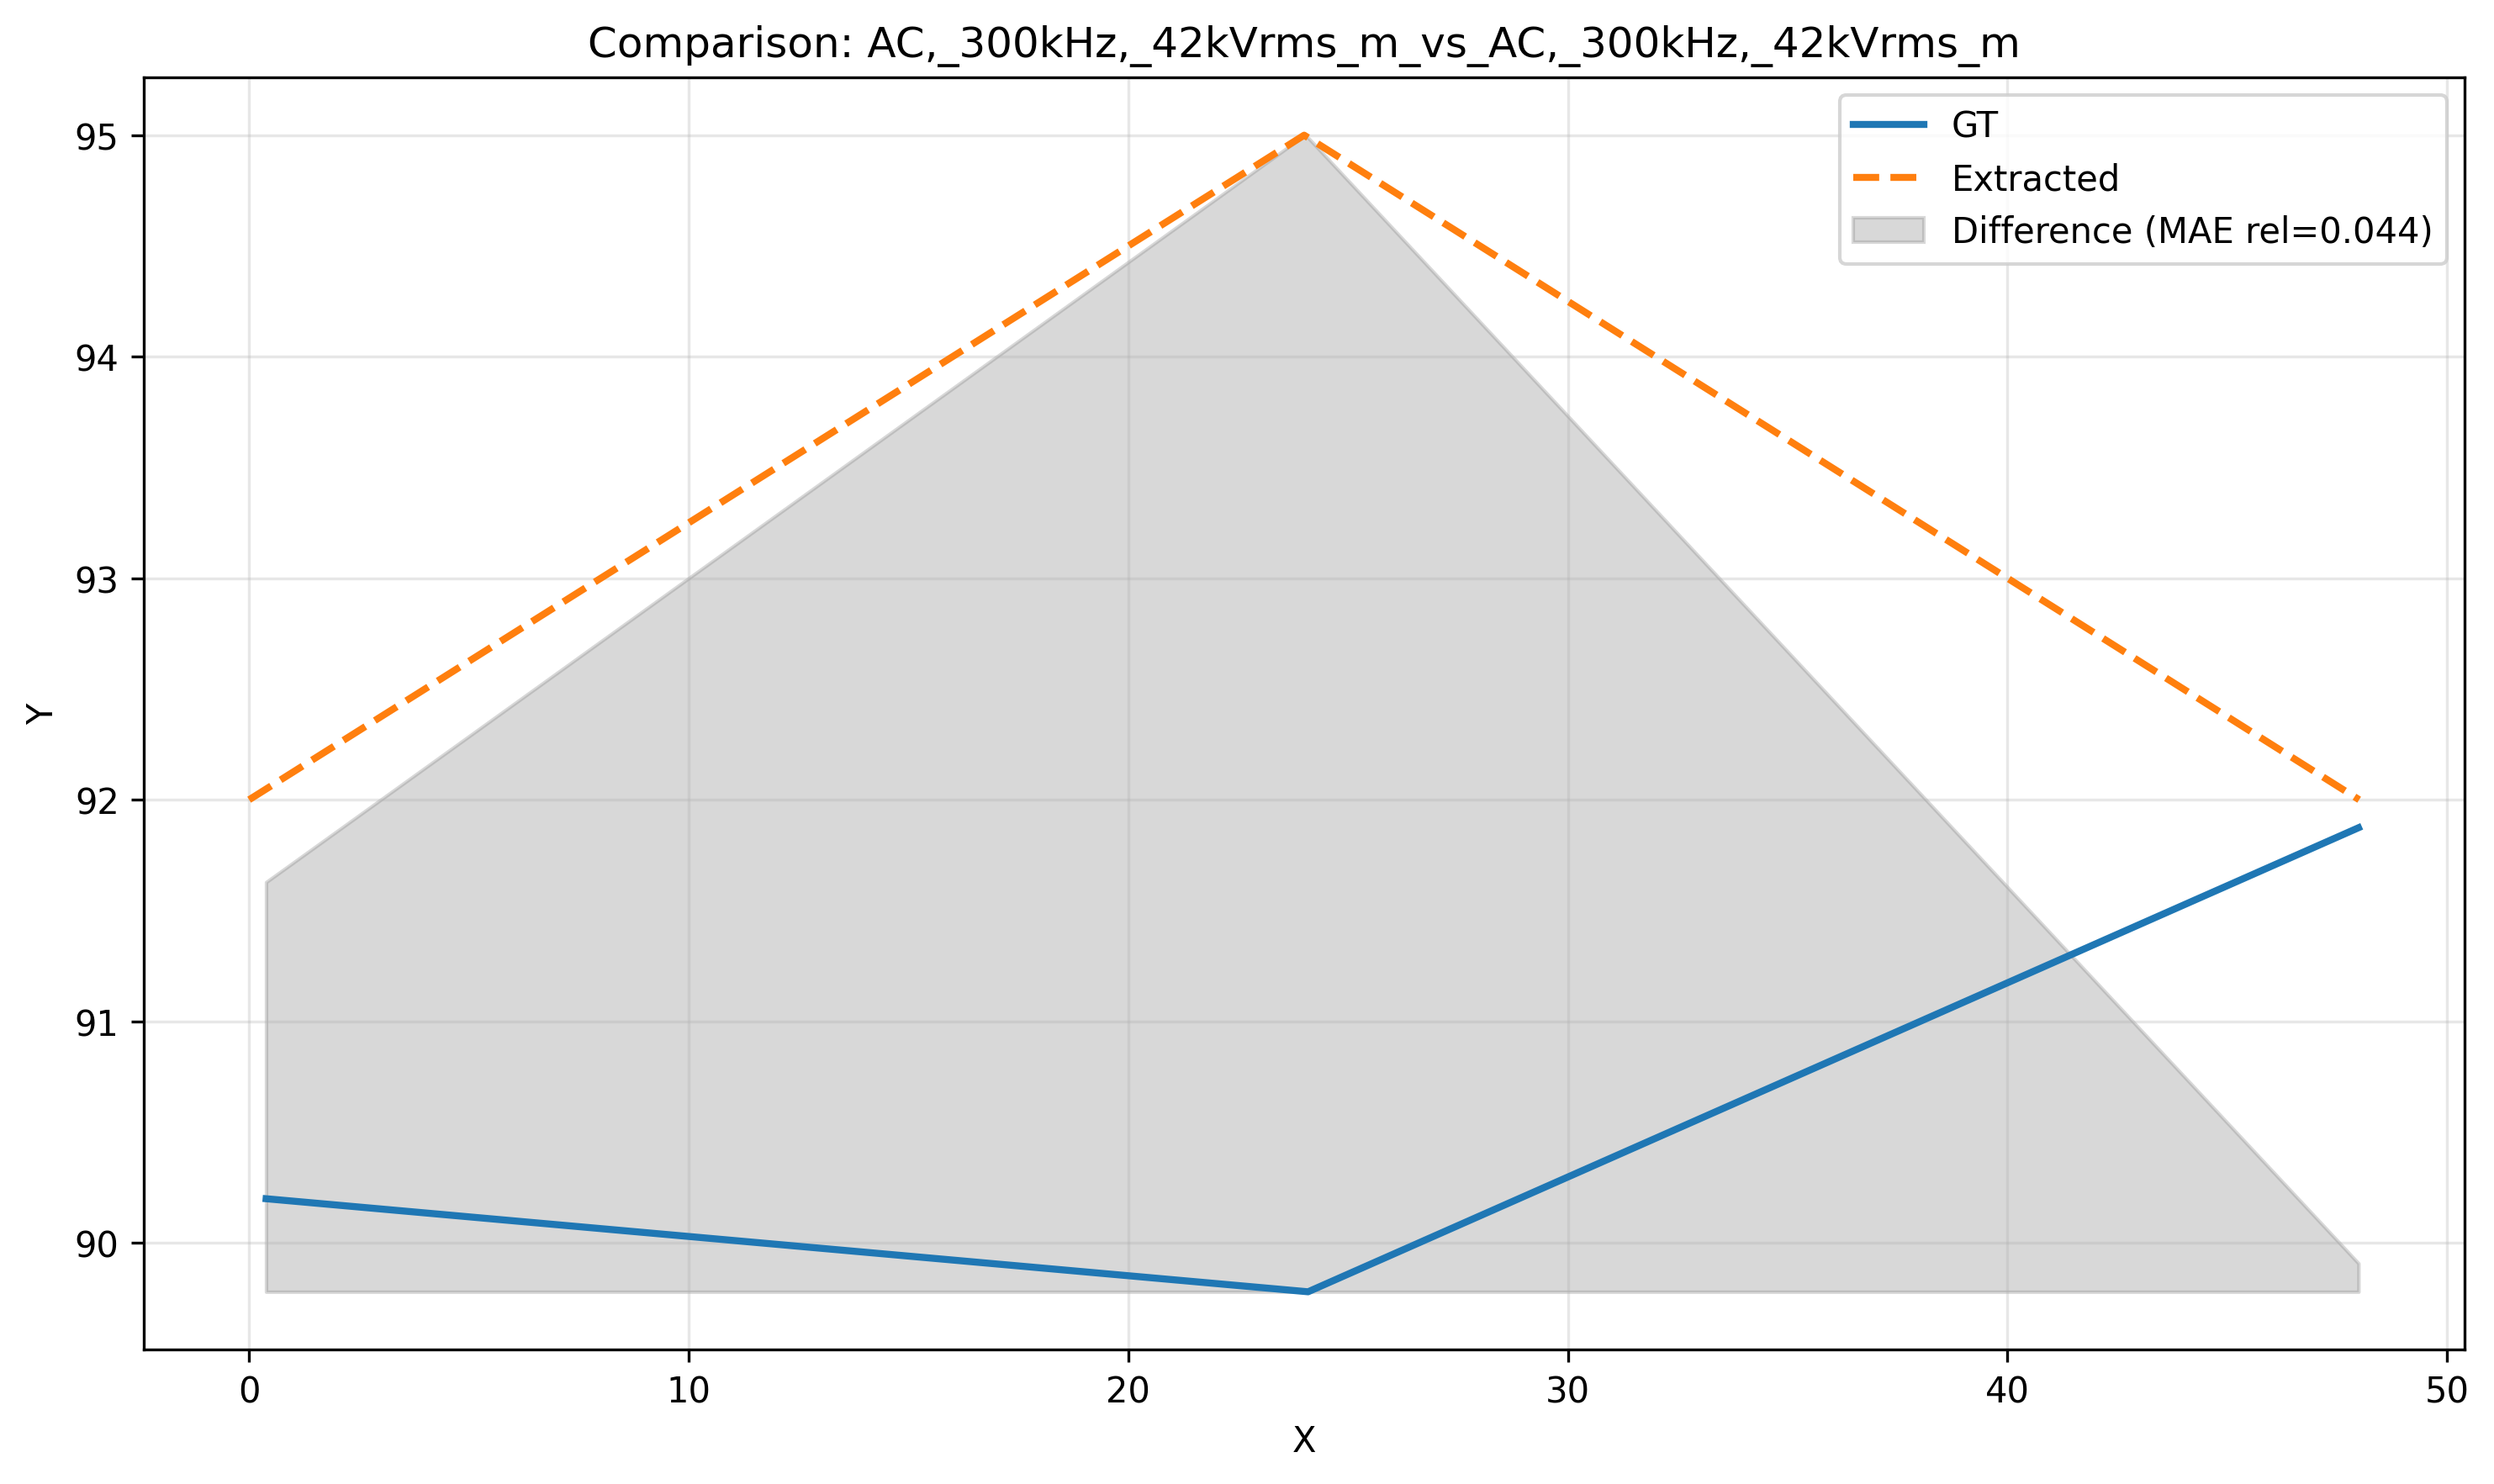 Comparison: AC,_300kHz,_42kVrms_m_vs_AC,_300kHz,_42kVrms_m
GT
Extracted
Difference (MAE rel=0.044)
95
94
93
92
91
90
Y
0 10 20 30 40 50
X